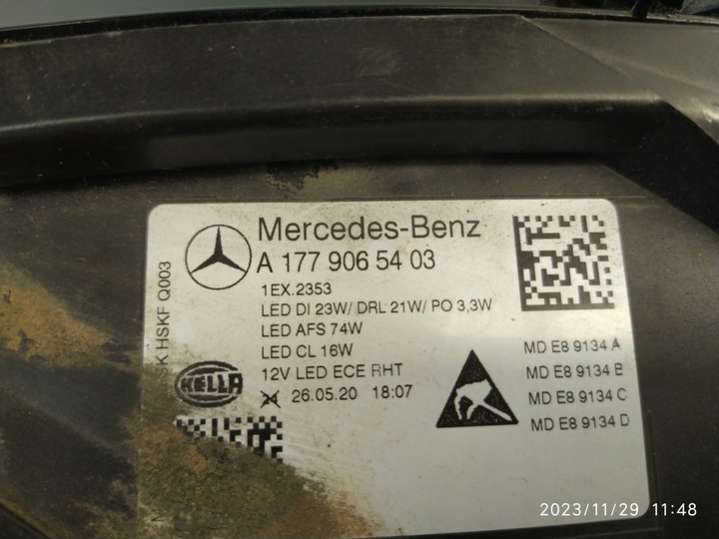 Mercedes-Benz
A 177 906 54 03
1EX.2353
LED DI 23W/ DRL 21W/ PO 3,3W
LED AFS 74W
LED CL 16W
12V LED ECE RHT
26.05.20 18:07
HELLA
K HSKF Q003
MD E8 9134 A
MD E8 9134 B
MD E8 9134 C
MD E8 9134 D
2023/11/29 11:48